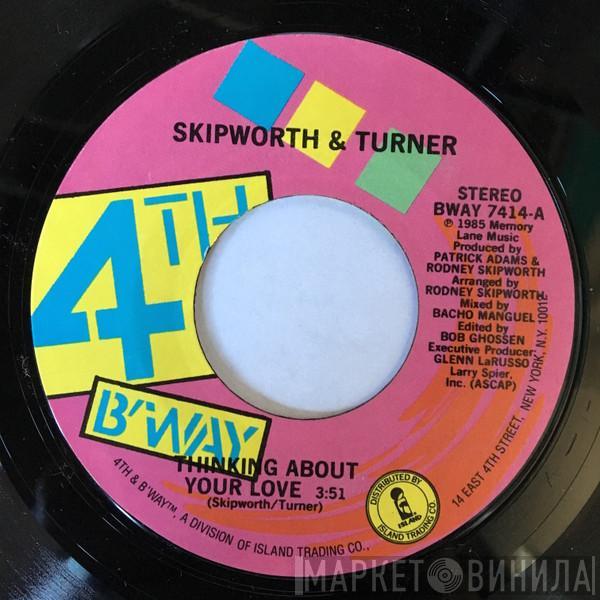 SKIPWORTH & TURNER
4TH
B'WAY
STEREO
BWAY 7414-A
℗ 1985 Memory
Lane Music
Produced by
PATRICK ADAMS &
RODNEY SKIPWORTH
Arranged by
RODNEY SKIPWORTH
Mixed by
BACHO MANGUEL
Edited by
BOB GHOSSEN
Executive Producer
GLENN LaRUSSO
Larry Spier,
Inc. (ASCAP)
THINKING ABOUT
YOUR LOVE 3:51
(Skipworth/Turner)
4TH & B'WAY™, A DIVISION OF ISLAND TRADING CO.,
14 EAST 4TH STREET, NEW YORK, N.Y. 10012
DISTRIBUTED BY
ISLAND
ISLAND TRADING CO.
МАРКЕТ ВИНИЛА